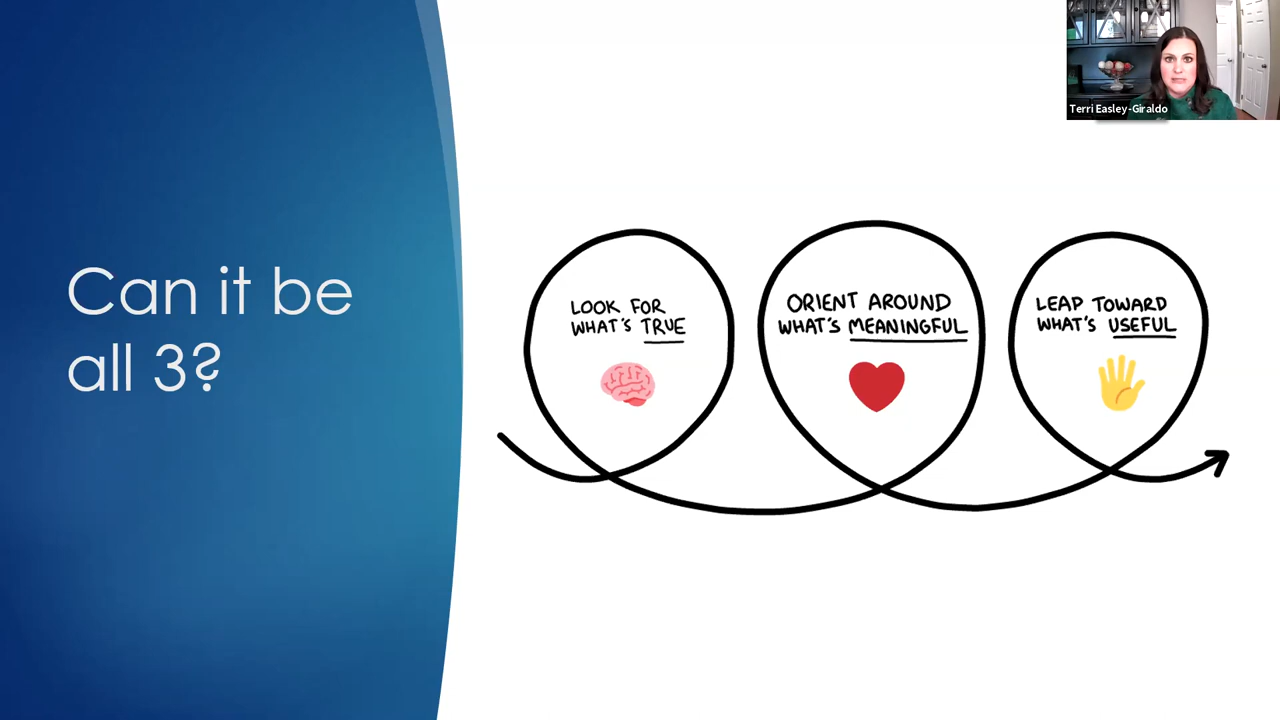 Can it be
all 3?
LOOK FOR
WHAT'S TRUE
ORIENT AROUND
WHAT'S MEANINGFUL
LEAP TOWARD
WHAT'S USEFUL
Terri Easley-Giraldo